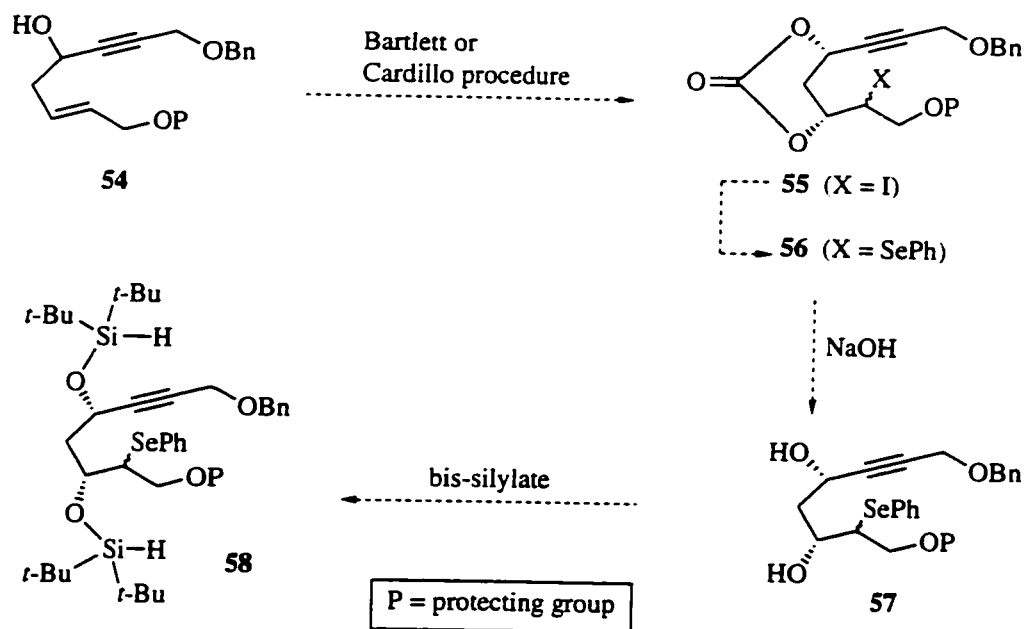 HO
OBn
OP
54
Bartlett or
Cardillo procedure
O
O
O
X
OBn
OP
55 (X = I)
56 (X = SePh)
NaOH
HO
OBn
SePh
OP
HO
57
bis-silylate
t-Bu
t-Bu
Si
H
O
OBn
SePh
OP
O
Si
H
t-Bu
t-Bu
58
P = protecting group